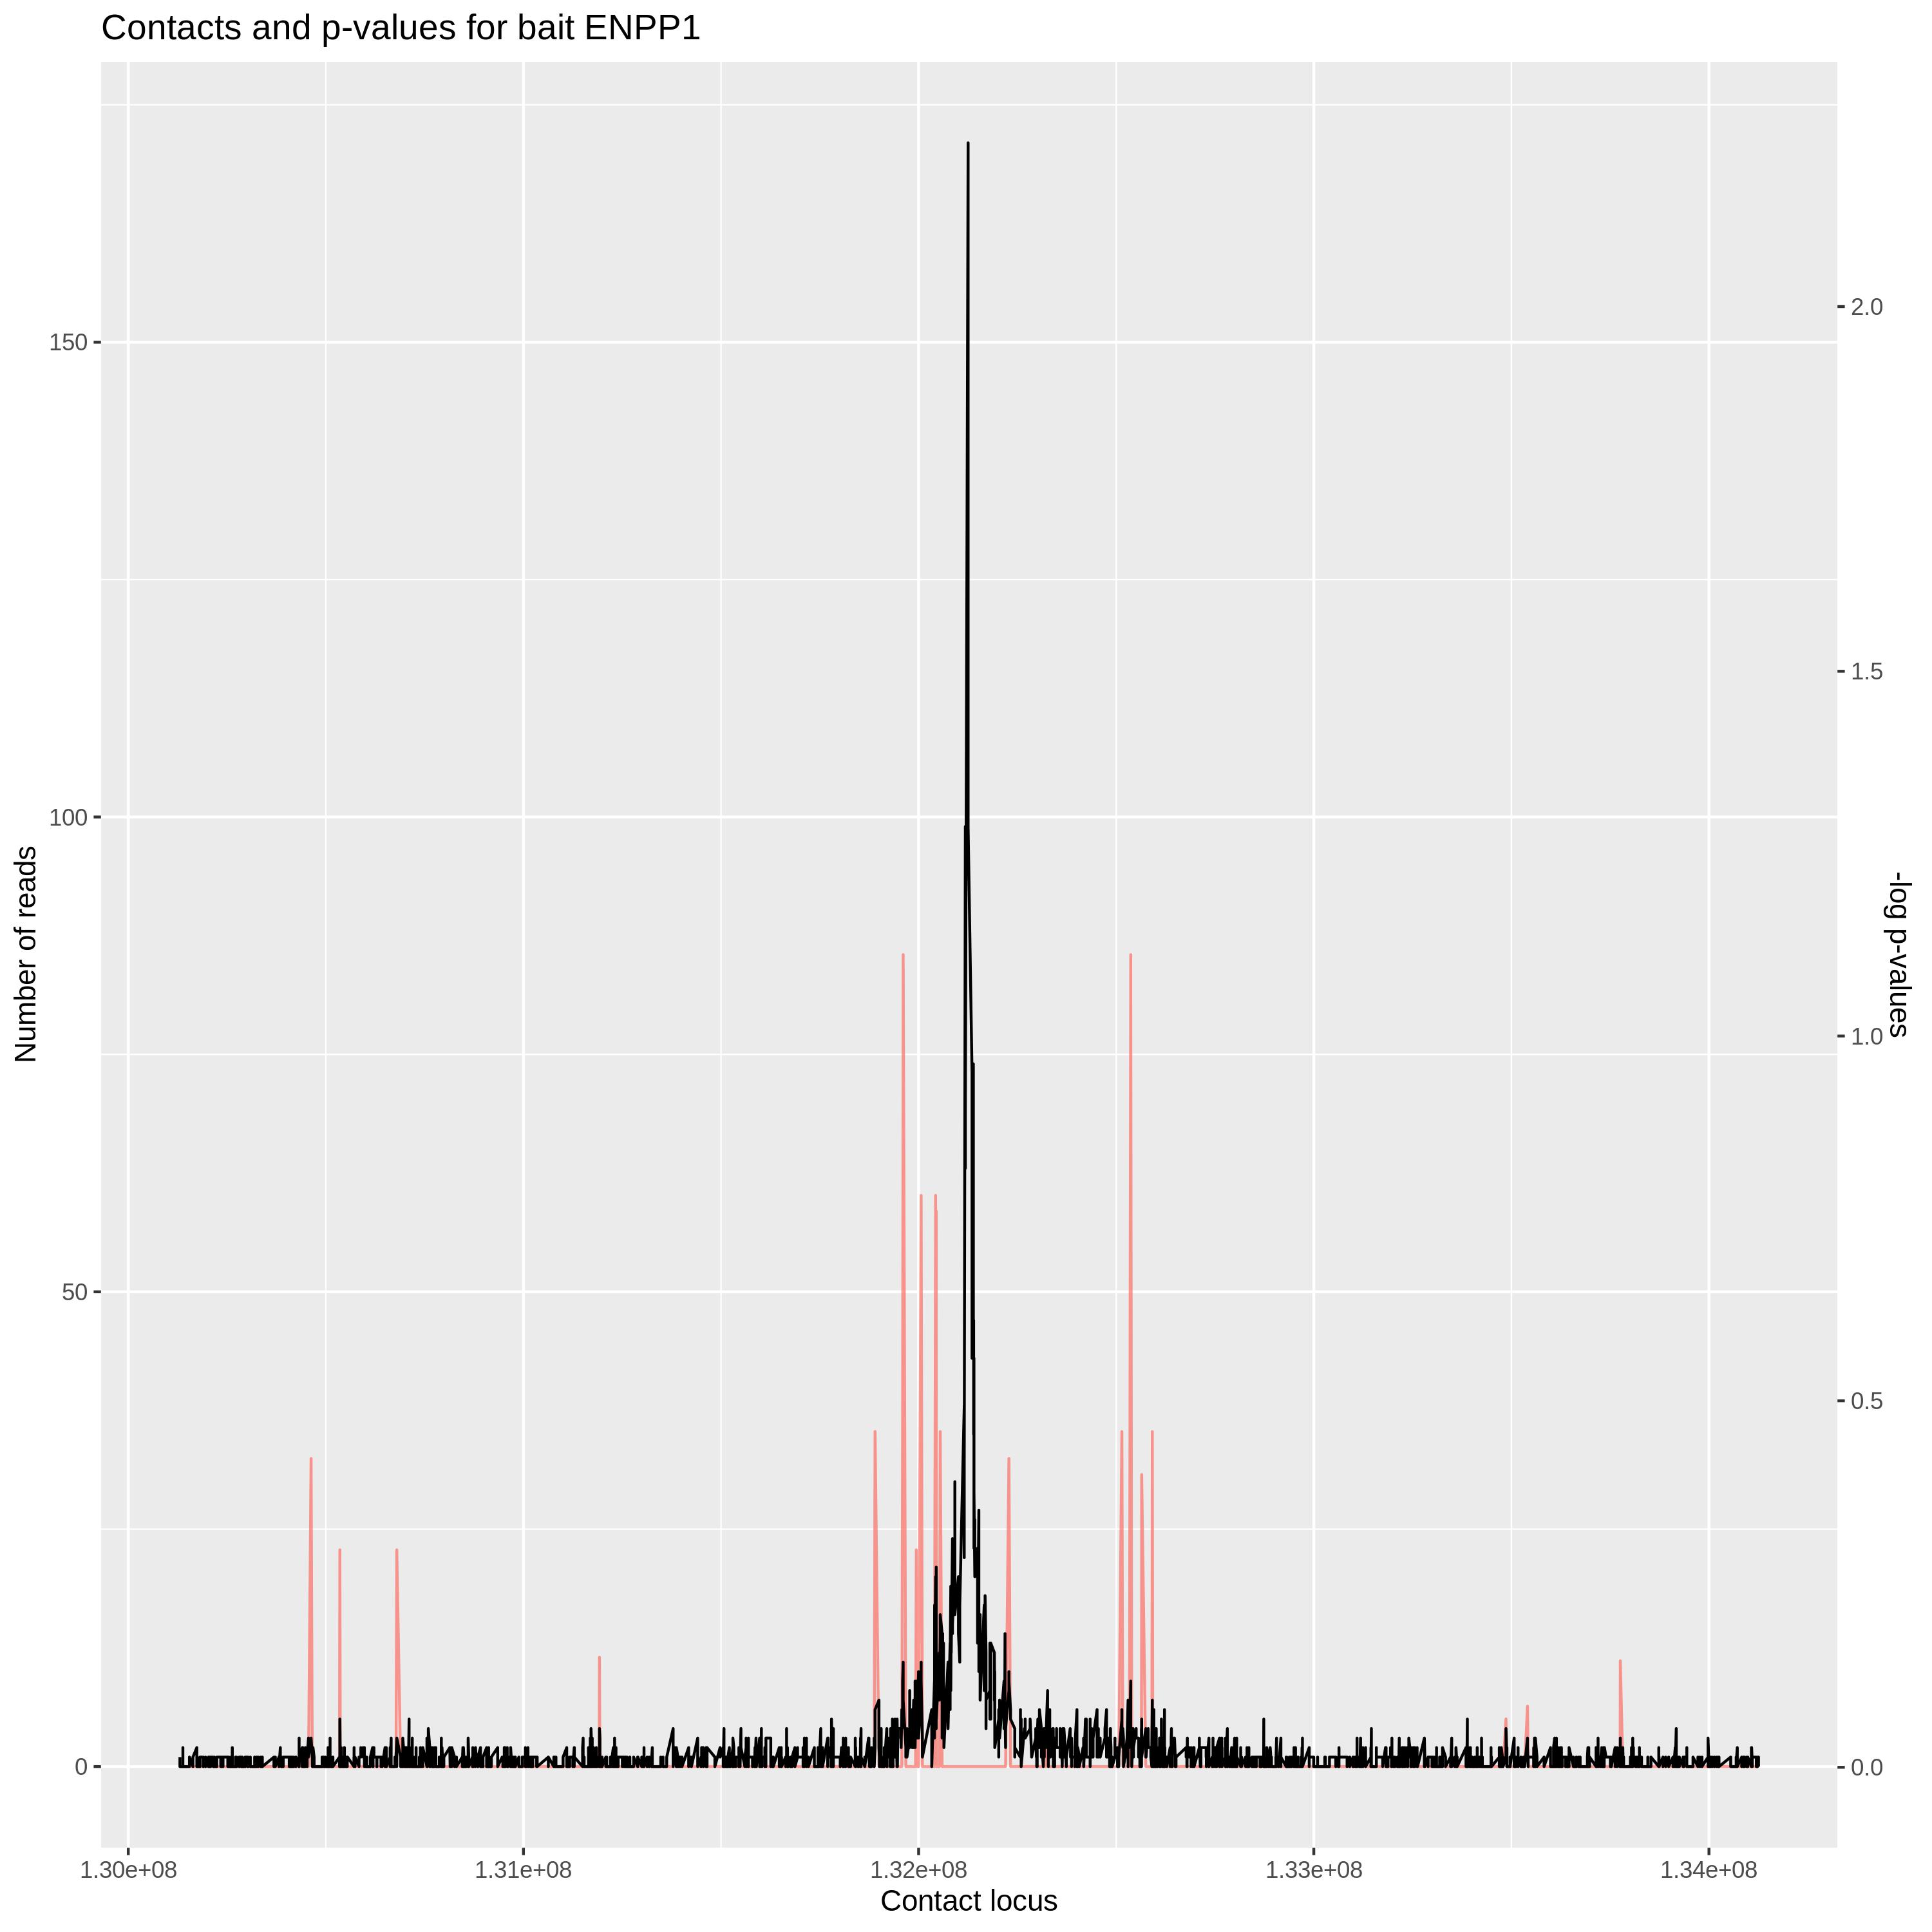 Contacts and p-values for bait ENPP1
Number of reads
150
100
50
0
2.0
1.5
1.0
0.5
0.0
-log p-values
1.30e+08 1.31e+08 1.32e+08 1.33e+08 1.34e+08
Contact locus